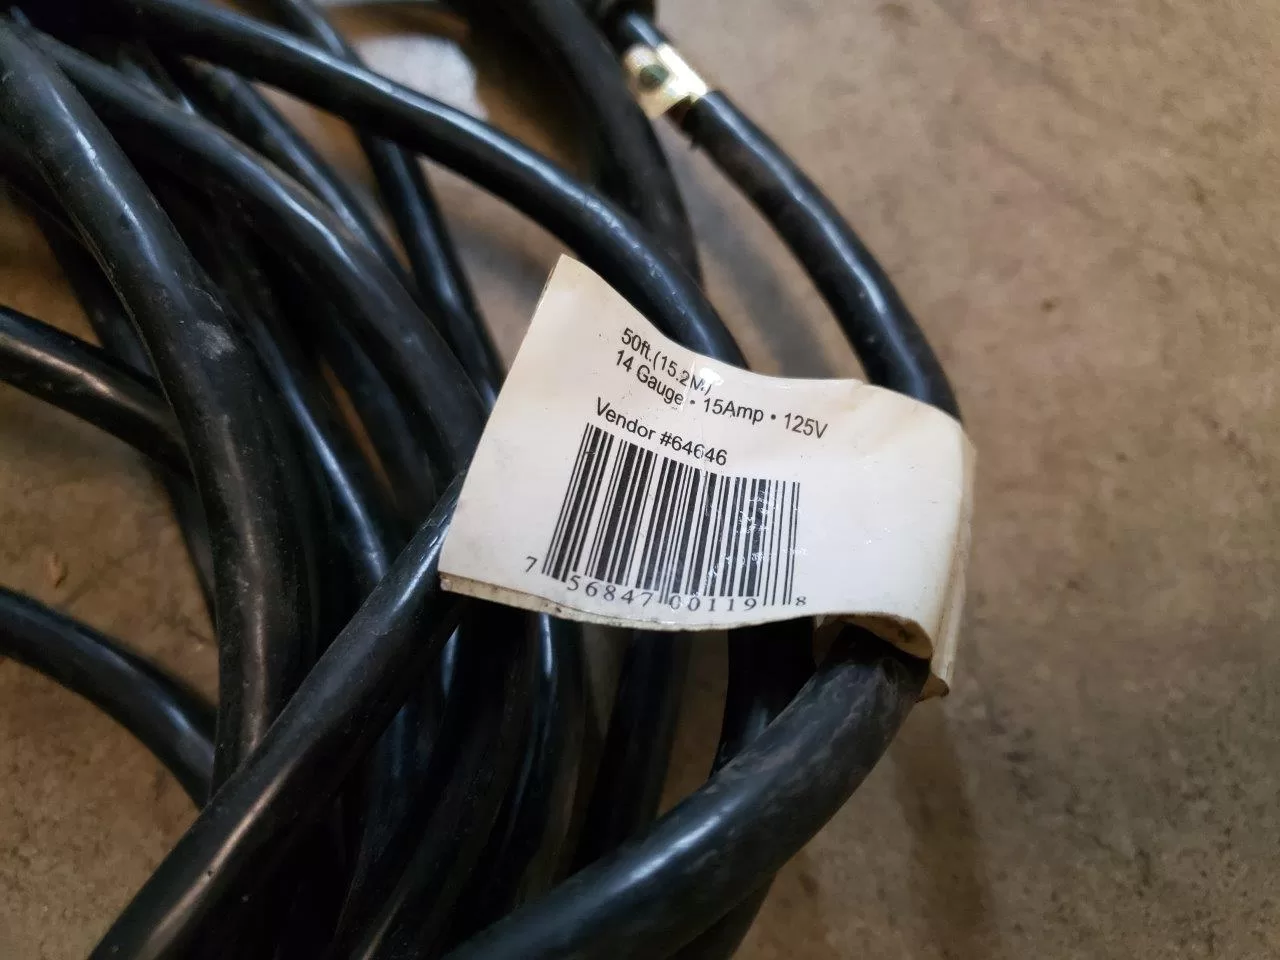 50ft.(15.2M)
14 Gauge • 15Amp • 125V
Vendor #64646
7 56847 00119 8